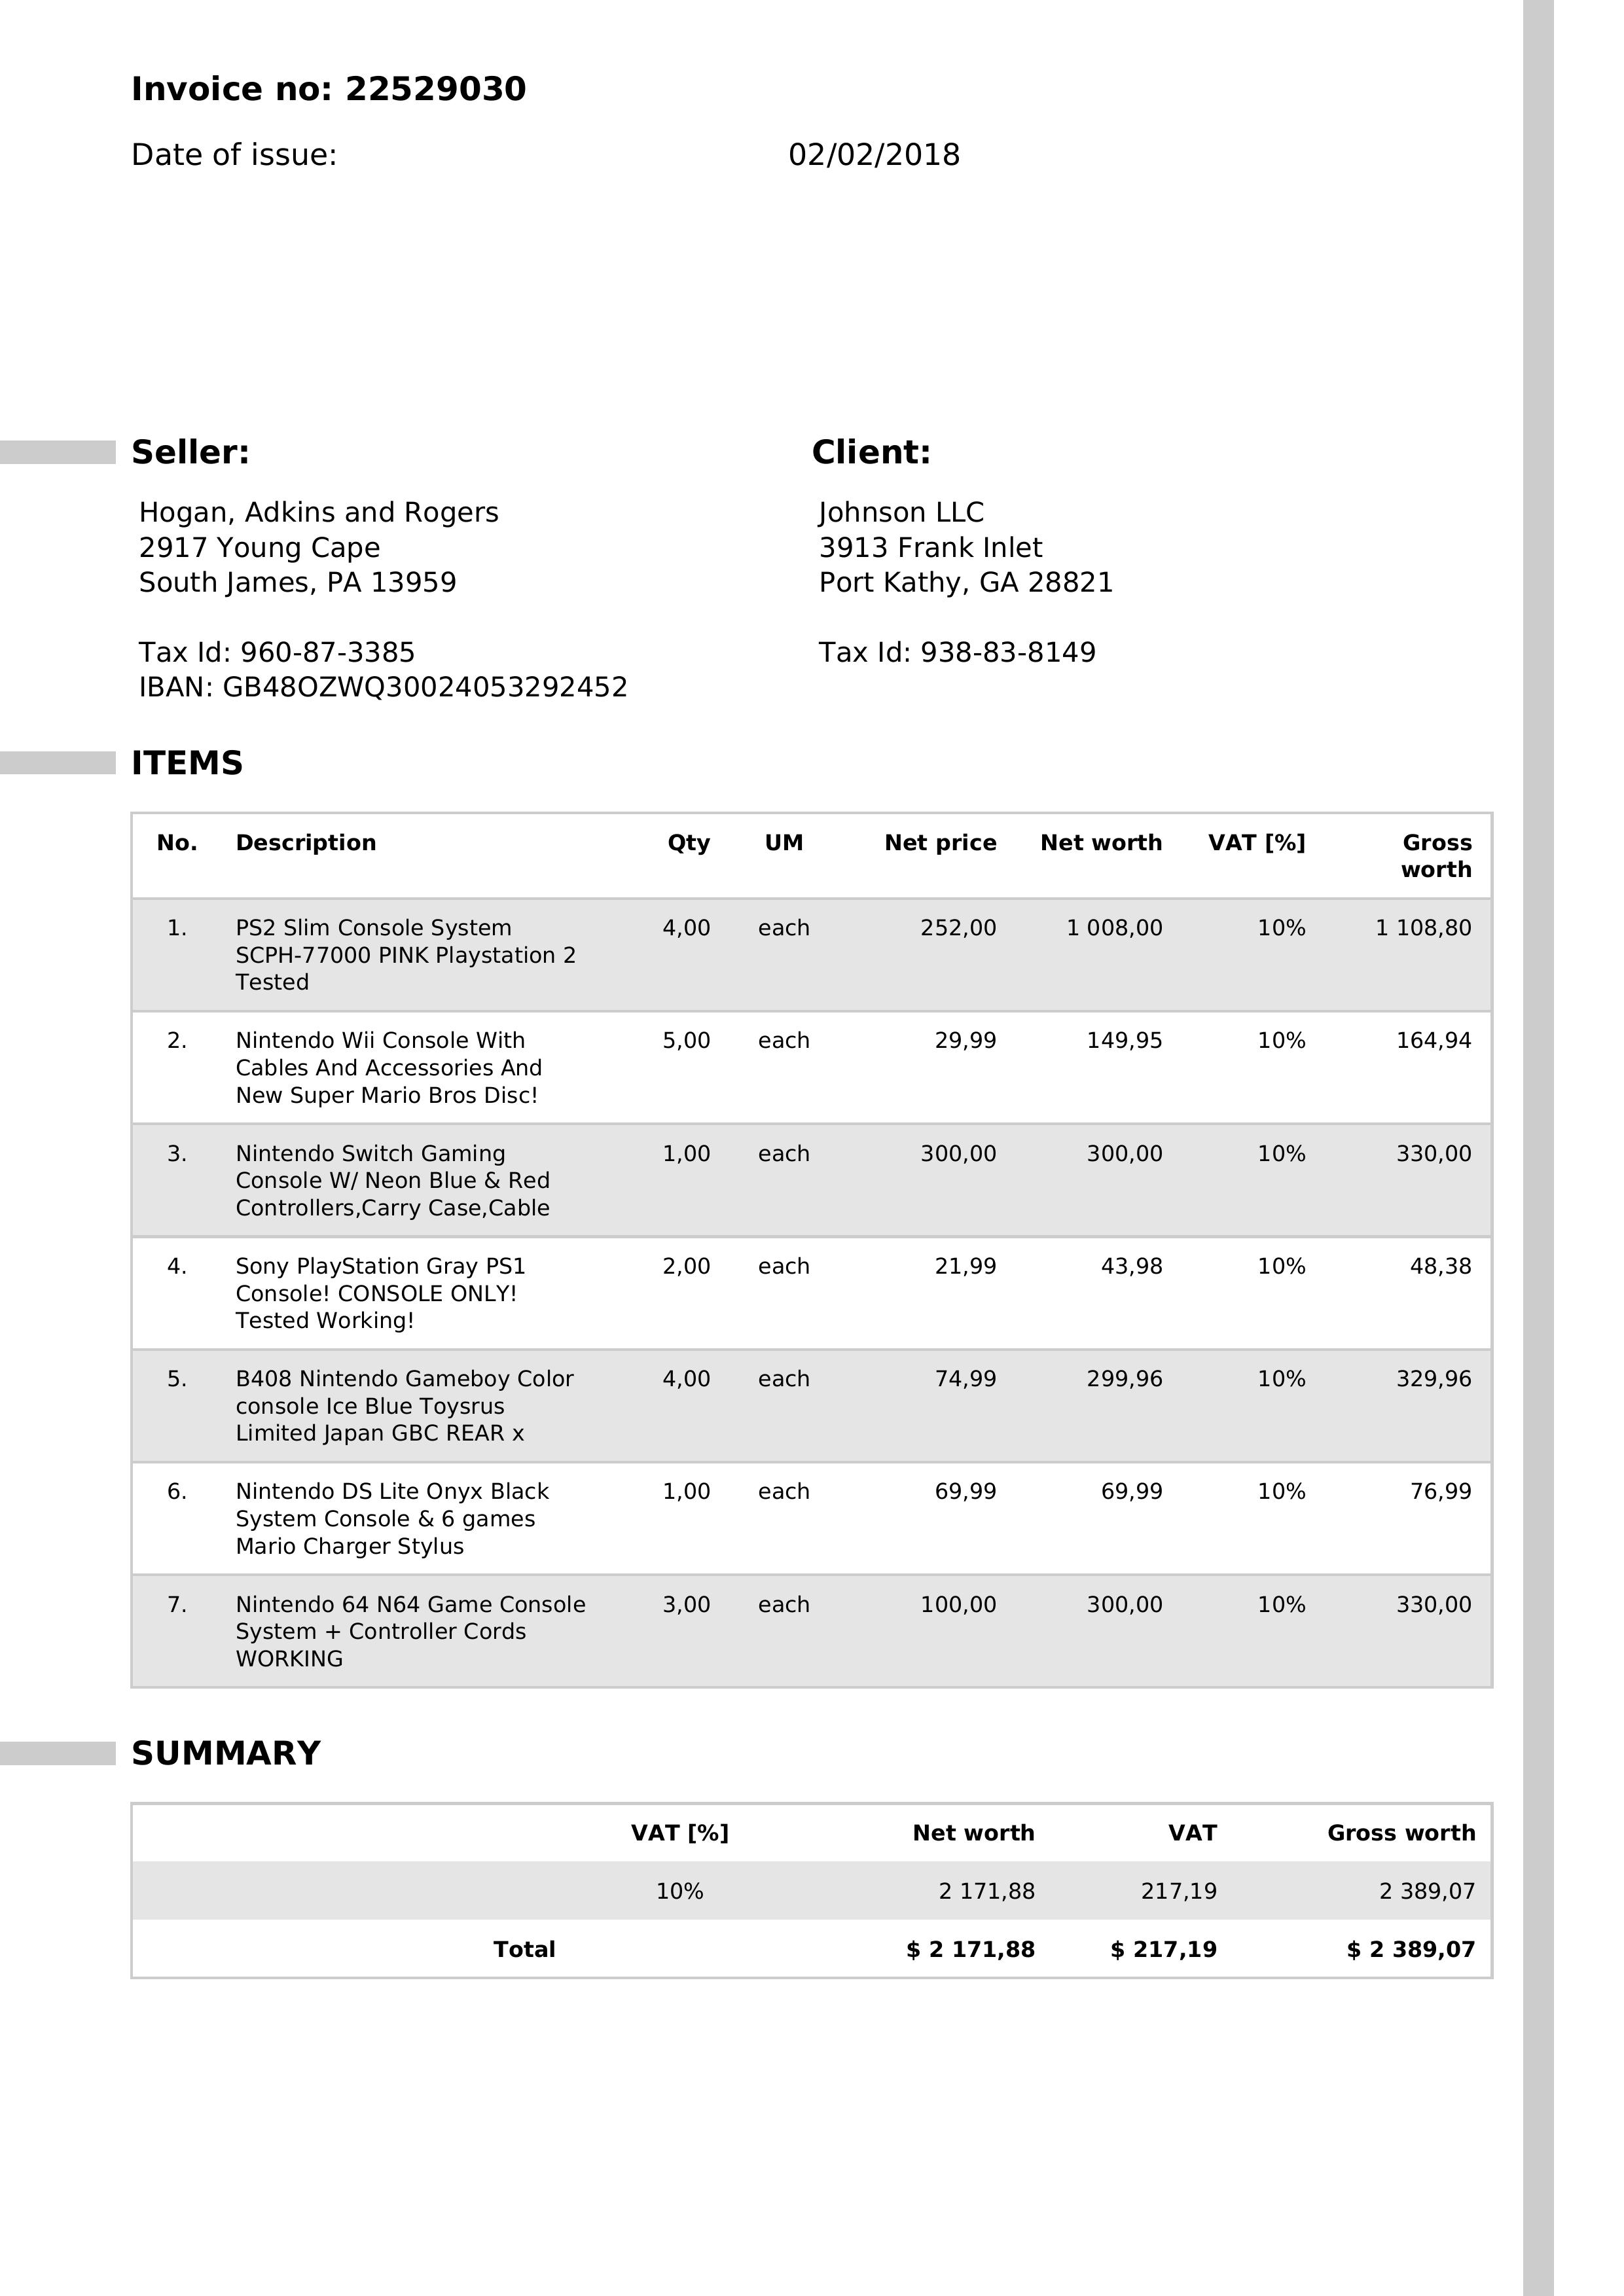 Invoice no: 22529030
Date of issue: 02/02/2018
Seller:
Hogan, Adkins and Rogers
2917 Young Cape
South James, PA 13959
Tax Id: 960-87-3385
IBAN: GB48OZWQ30024053292452
Client:
Johnson LLC
3913 Frank Inlet
Port Kathy, GA 28821
Tax Id: 938-83-8149
ITEMS
No. Description Qty UM Net price Net worth VAT [%] Gross
worth
1. PS2 Slim Console System 4,00 each 252,00 1 008,00 10% 1 108,80
SCPH-77000 PINK Playstation 2
Tested
2. Nintendo Wii Console With 5,00 each 29,99 149,95 10% 164,94
Cables And Accessories And
New Super Mario Bros Disc!
3. Nintendo Switch Gaming 1,00 each 300,00 300,00 10% 330,00
Console W/ Neon Blue & Red
Controllers,Carry Case,Cable
4. Sony PlayStation Gray PS1 2,00 each 21,99 43,98 10% 48,38
Console! CONSOLE ONLY!
Tested Working!
5. B408 Nintendo Gameboy Color 4,00 each 74,99 299,96 10% 329,96
console Ice Blue Toysrus
Limited Japan GBC REAR x
6. Nintendo DS Lite Onyx Black 1,00 each 69,99 69,99 10% 76,99
System Console & 6 games
Mario Charger Stylus
7. Nintendo 64 N64 Game Console 3,00 each 100,00 300,00 10% 330,00
System + Controller Cords
WORKING
SUMMARY
VAT [%] Net worth VAT Gross worth
10% 2 171,88 217,19 2 389,07
Total $ 2 171,88 $ 217,19 $ 2 389,07